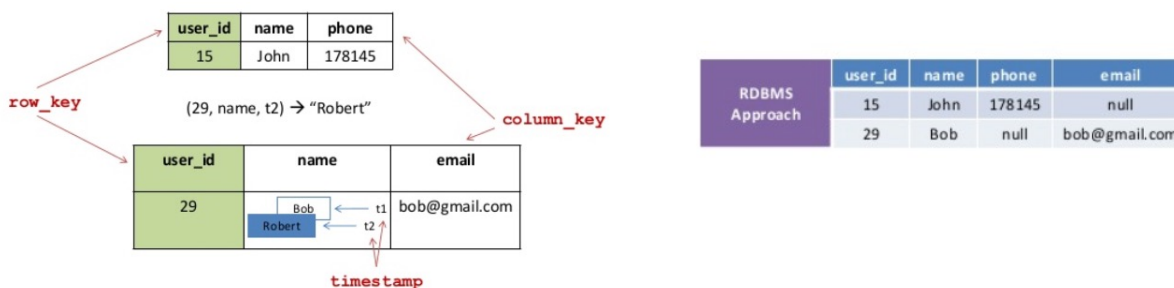 user_id name phone
15 John 178145
row_key
(29, name, t2) → “Robert”
column_key
user_id name email
29 Bob t1 bob@gmail.com
Robert t2
timestamp
RDBMS
Approach
user_id name phone email
15 John 178145 null
29 Bob null bob@gmail.com